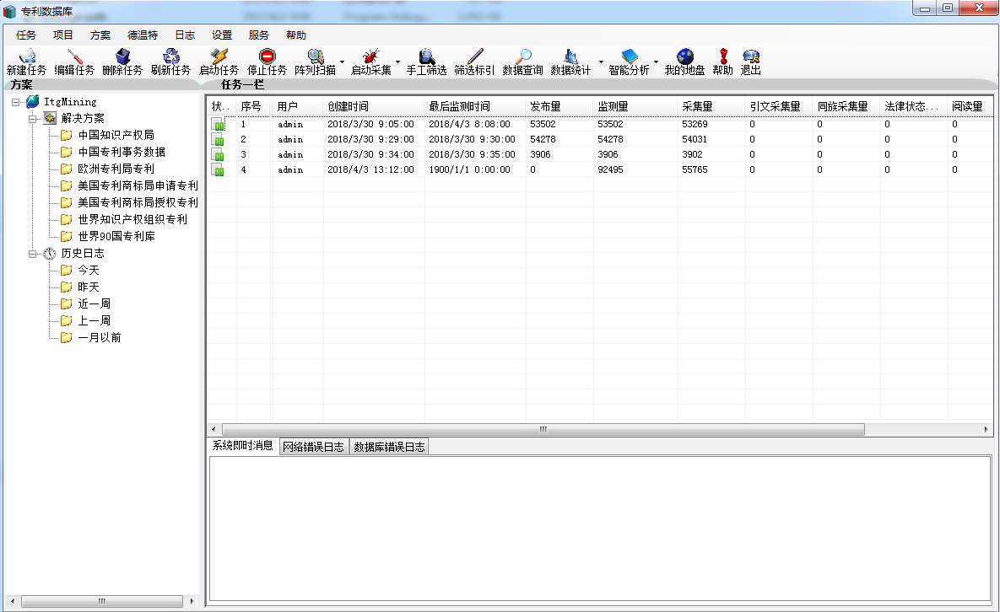 专利数据库
任务 项目 方案 德温特 日志 设置 服务 帮助
新建任务 编辑任务 删除任务 刷新任务 启动任务 停止任务 阵列扫描 启动采集 手工筛选 筛选标引 数据查询 数据统计 智能分析 我的地盘 帮助 退出
方案
任务一栏
ItgMining
解决方案
中国知识产权局
中国专利事务数据
欧洲专利局专利
美国专利商标局申请专利
美国专利商标局授权专利
世界知识产权组织专利
世界90国专利库
历史日志
今天
昨天
近一周
上一周
一月以前
状.. 序号 用户 创建时间 最后监测时间 发布量 监测量 采集量 引文采集量 同族采集量 法律状态... 阅读量
1 admin 2018/3/30 9:05:00 2018/4/3 8:08:00 53502 53502 53269 0 0 0 0
2 admin 2018/3/30 9:29:00 2018/3/30 9:30:00 54278 54278 54031 0 0 0 0
3 admin 2018/3/30 9:34:00 2018/3/30 9:35:00 3906 3906 3902 0 0 0 0
4 admin 2018/4/3 13:12:00 1900/1/1 0:00:00 0 92495 55765 0 0 0 0
系统即时消息 网络错误日志 数据库错误日志